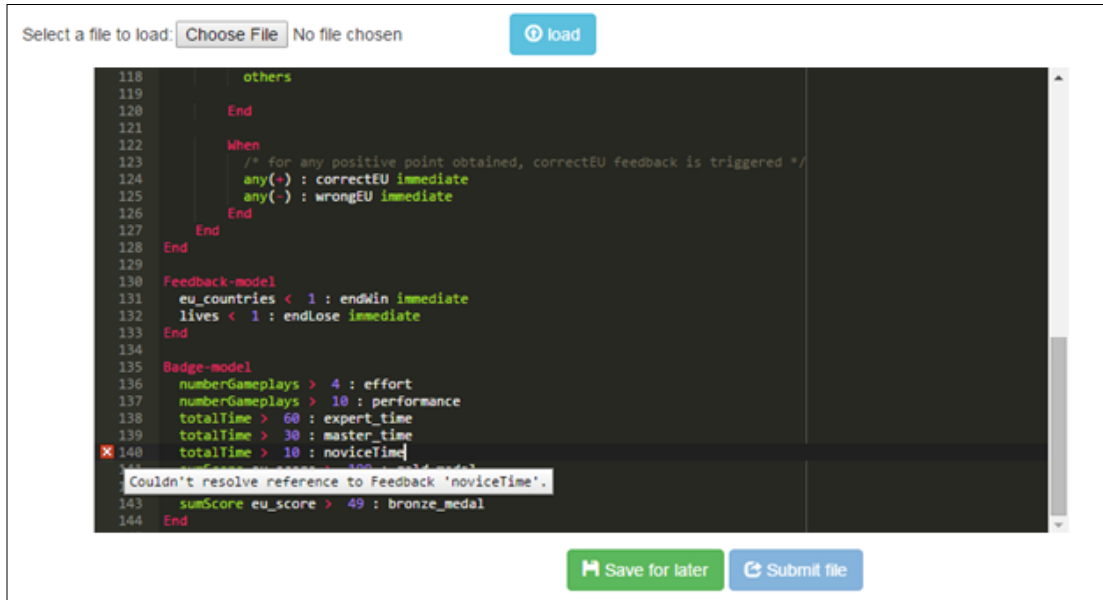 Select a file to load: Choose File No file chosen load
118 others
119
120 End
121
122 When
123 /* for any positive point obtained, correctEU feedback is triggered */
124 any(+) : correctEU immediate
125 any(-) : wrongEU immediate
126 End
127 End
128 End
129
130 Feedback-model
131 eu_countries < 1 : endWin immediate
132 lives < 1 : endLose immediate
133 End
134
135 Badge-model
136 numberGameplays > 4 : effort
137 numberGameplays > 10 : performance
138 totalTime > 60 : expert_time
139 totalTime > 30 : master_time
140 totalTime > 10 : noviceTime
Couldn't resolve reference to Feedback 'noviceTime'.
143 sumScore eu_score > 49 : bronze_medal
144 End
Save for later Submit file